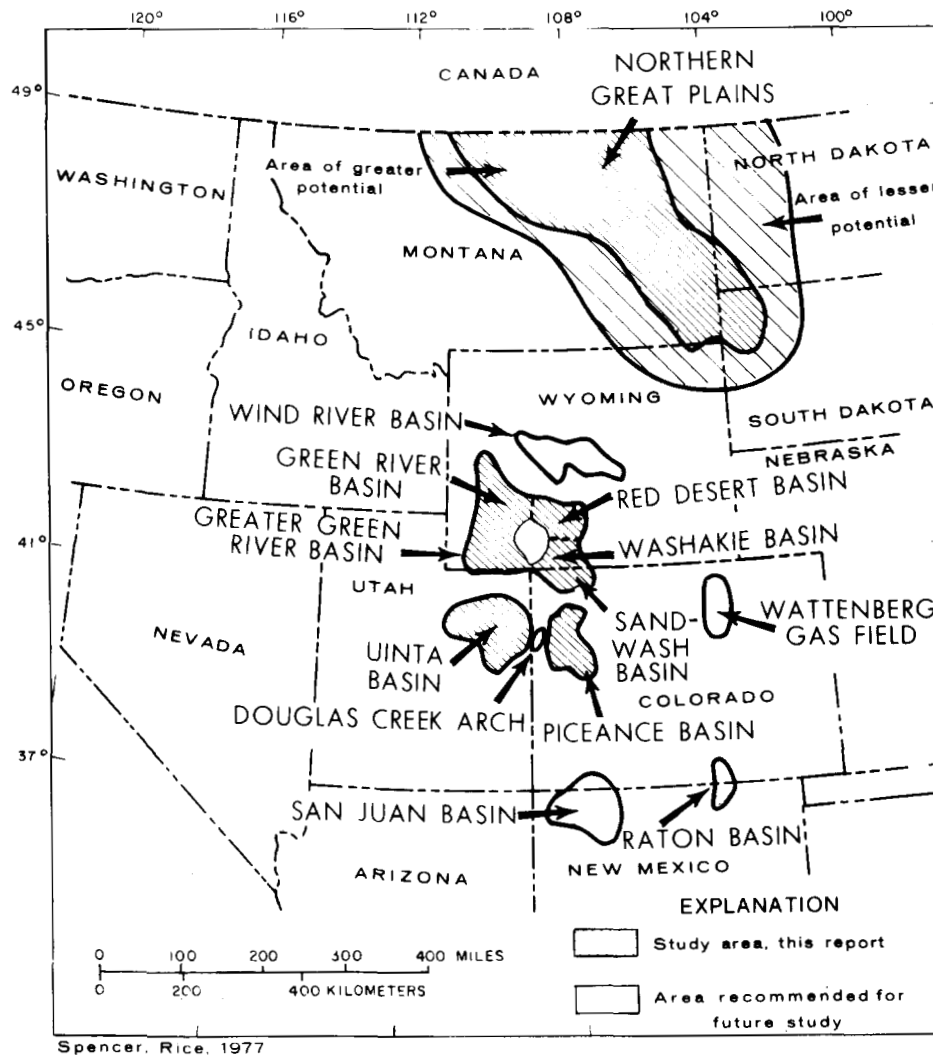 120° 116° 112° 108° 104° 100°
49°
45°
41°
37°
CANADA
NORTHERN
GREAT PLAINS
WASHINGTON
Area of greater
potential
NORTH DAKOTA
Area of lesser
potential
MONTANA
IDAHO
OREGON
WYOMING
SOUTH DAKOTA
NEBRASKA
WIND RIVER BASIN
GREEN RIVER
BASIN
RED DESERT BASIN
GREATER GREEN
RIVER BASIN
WASHAKIE BASIN
UTAH
NEVADA
SAND-
WASH
BASIN
WATTENBERG
GAS FIELD
UINTA
BASIN
COLORADO
DOUGLAS CREEK ARCH
PICEANCE BASIN
SAN JUAN BASIN
RATON BASIN
ARIZONA
NEW MEXICO
EXPLANATION
Study area, this report
Area recommended for
future study
0 100 200 300 400 MILES
0 200 400 KILOMETERS
Spencer, Rice, 1977